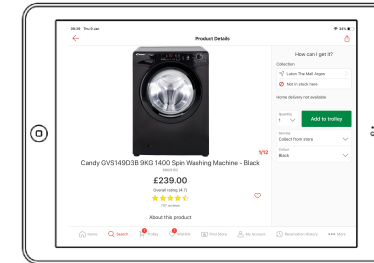 09:39 Thu 9 Jan
34%
Product Details
How can I get it?
Collection
Luton The Mall Argos
Not in stock here
Home delivery not available
Quantity
1
Add to trolley
Collect from store
Colour
Black
1/12
Candy GVS149D3B 9KG 1400 Spin Washing Machine - Black
£239.00
Overall rating (4.7)
About this product
Home
Search
Trolley
Wishlist
Find Store
My Account
Reservation History
More